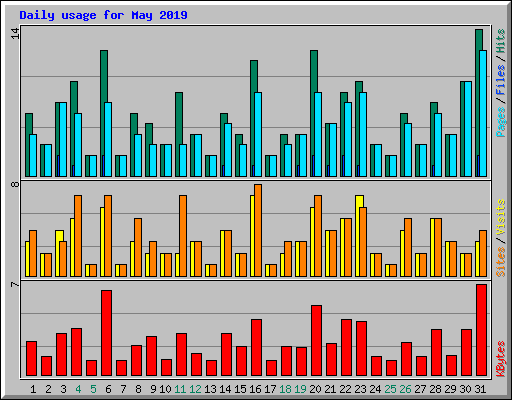 Daily usage for May 2019
14
Pages / Files / Hits
8
Sites / Visits
7
KBytes
1 2 3 4 5 6 7 8 9 10 11 12 13 14 15 16 17 18 19 20 21 22 23 24 25 26 27 28 29 30 31